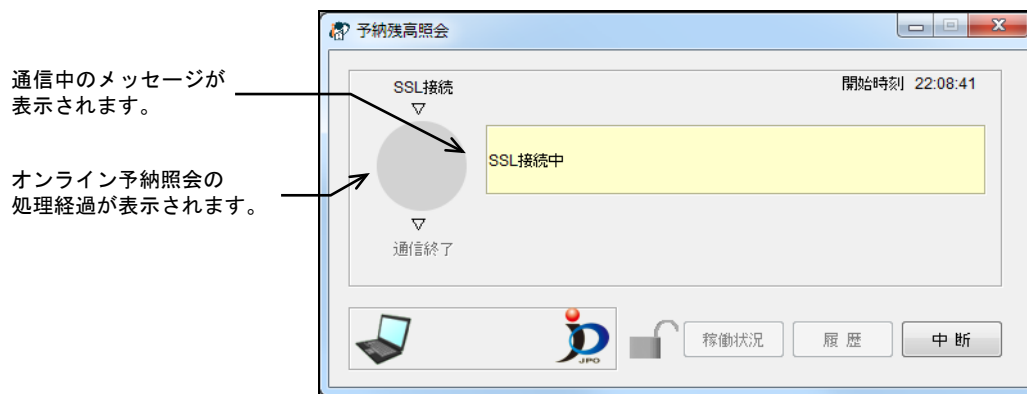 予納残高照会
通信中のメッセージが
表示されます。
SSL接続
開始時刻 22:08:41
SSL接続中
オンライン予納照会の
処理経過が表示されます。
通信終了
JPO
稼働状況
履 歴
中 断